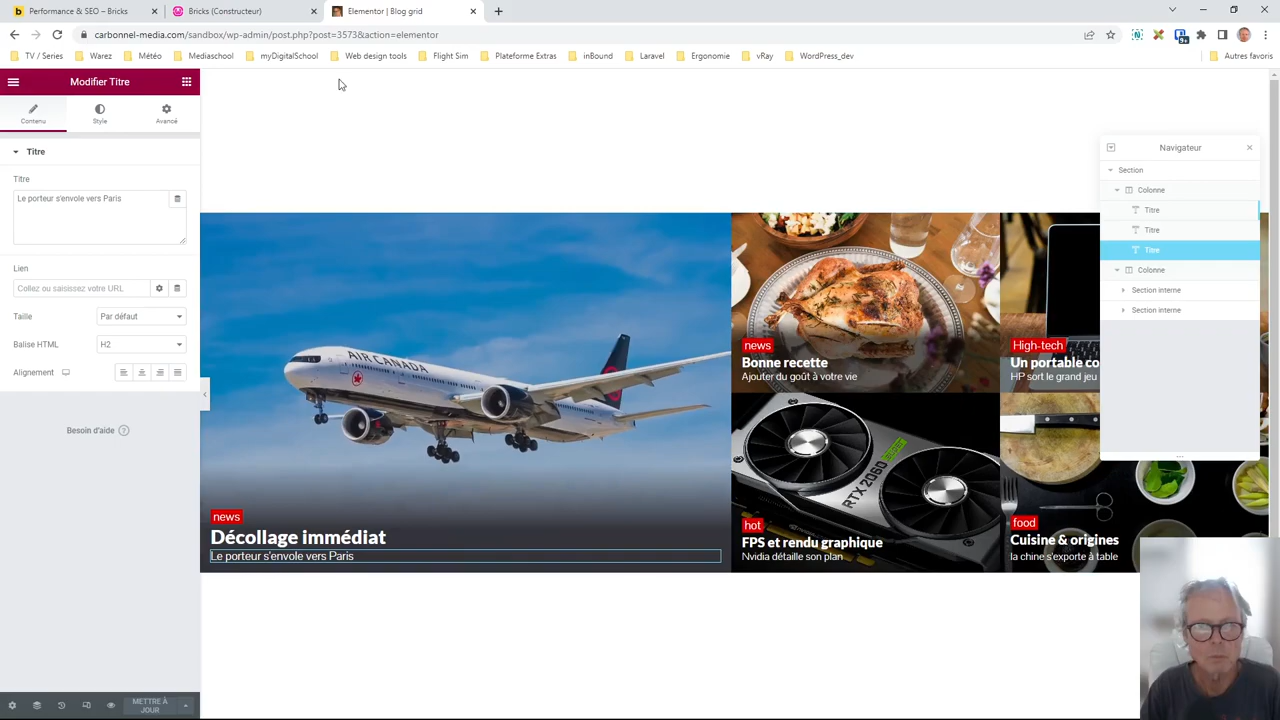 Performance & SEO – Bricks
Bricks (Constructeur)
Elementor | Blog grid
carbonnel-media.com/sandbox/wp-admin/post.php?post=3573&action=elementor
TV / Series
Warez
Météo
Mediaschool
myDigitalSchool
Web design tools
Flight Sim
Plateforme Extras
inBound
Laravel
Ergonomie
vRay
WordPress_dev
Autres favoris
Modifier Titre
Contenu
Style
Avancé
Titre
Titre
Le porteur s'envole vers Paris
Lien
Collez ou saisissez votre URL
Taille
Par défaut
Balise HTML
H2
Alignement
Besoin d'aide
METTRE À JOUR
AIR CANADA
news
Décollage immédiat
Le porteur s'envole vers Paris
news
Bonne recette
Ajouter du goût à votre vie
High-tech
Un portable co
HP sort le grand jeu
RTX 2060
SUPER
hot
FPS et rendu graphique
Nvidia détaille son plan
food
Cuisine & origines
la chine s'exporte à table
Navigateur
Section
Colonne
Titre
Titre
Titre
Colonne
Section interne
Section interne